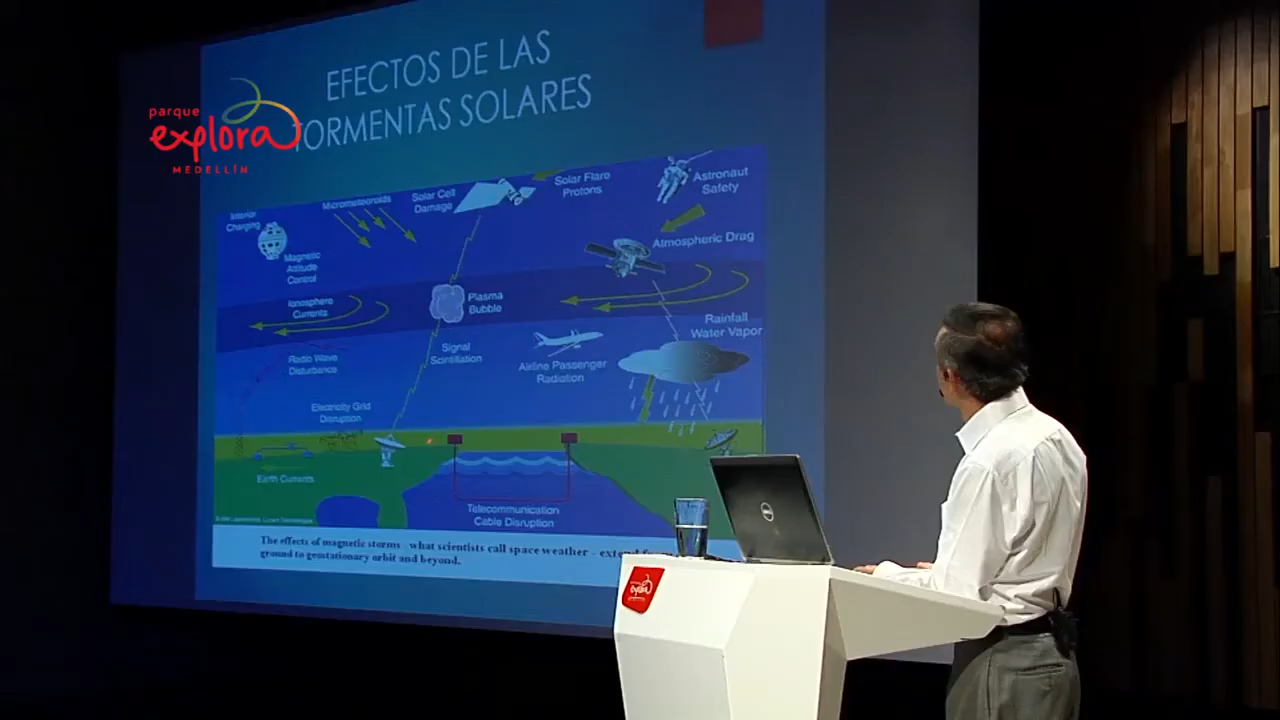 EFECTOS DE LAS
TORMENTAS SOLARES
parque
explora
MEDELLÍN
Interior
Charging
Micrometeoroids
Solar Cell
Damage
Solar Flare
Protons
Astronaut
Safety
Magnetic
Attitude
Control
Atmospheric Drag
Ionosphere
Currents
Plasma
Bubble
Rainfall
Water Vapor
Radio Wave
Disturbance
Signal
Scintillation
Airline Passenger
Radiation
Electricity Grid
Disruption
Earth Currents
Telecommunication
Cable Disruption
The effects of magnetic storms - what scientists call space weather - extend
ground to geostationary orbit and beyond.
DELL
explora